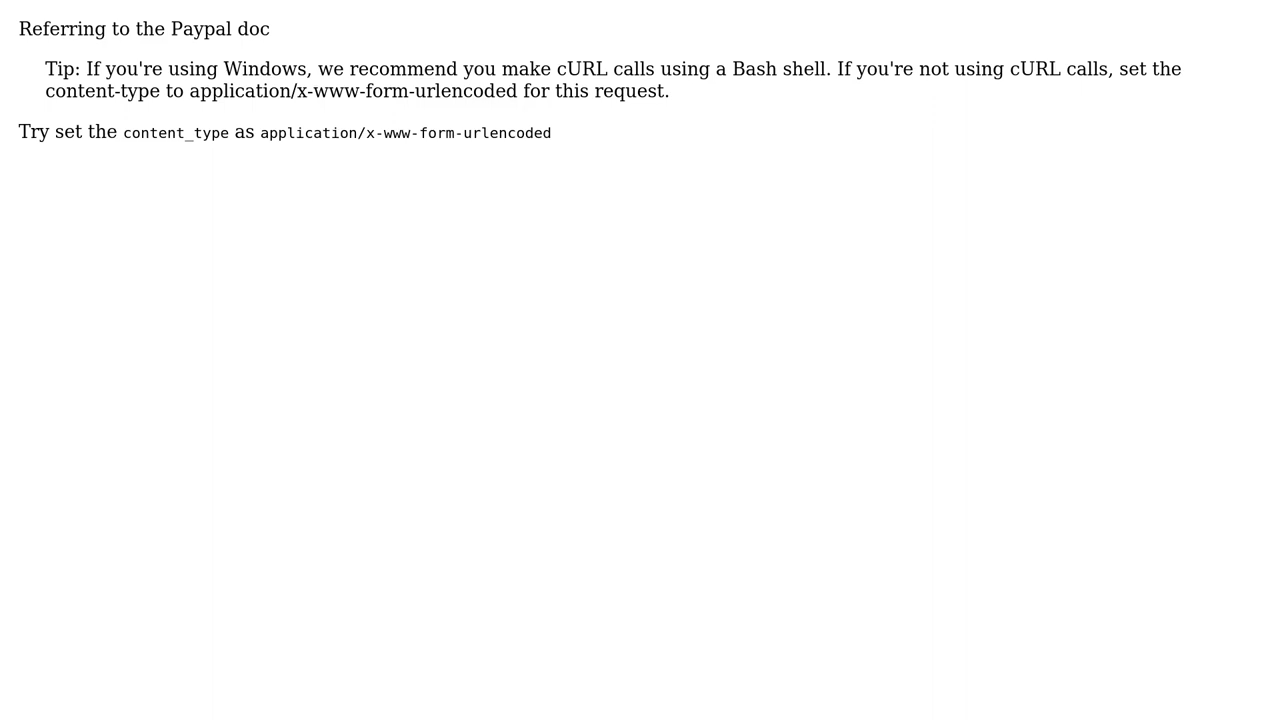 Referring to the Paypal doc
Tip: If you're using Windows, we recommend you make cURL calls using a Bash shell. If you're not using cURL calls, set the
content-type to application/x-www-form-urlencoded for this request.
Try set the content_type as application/x-www-form-urlencoded